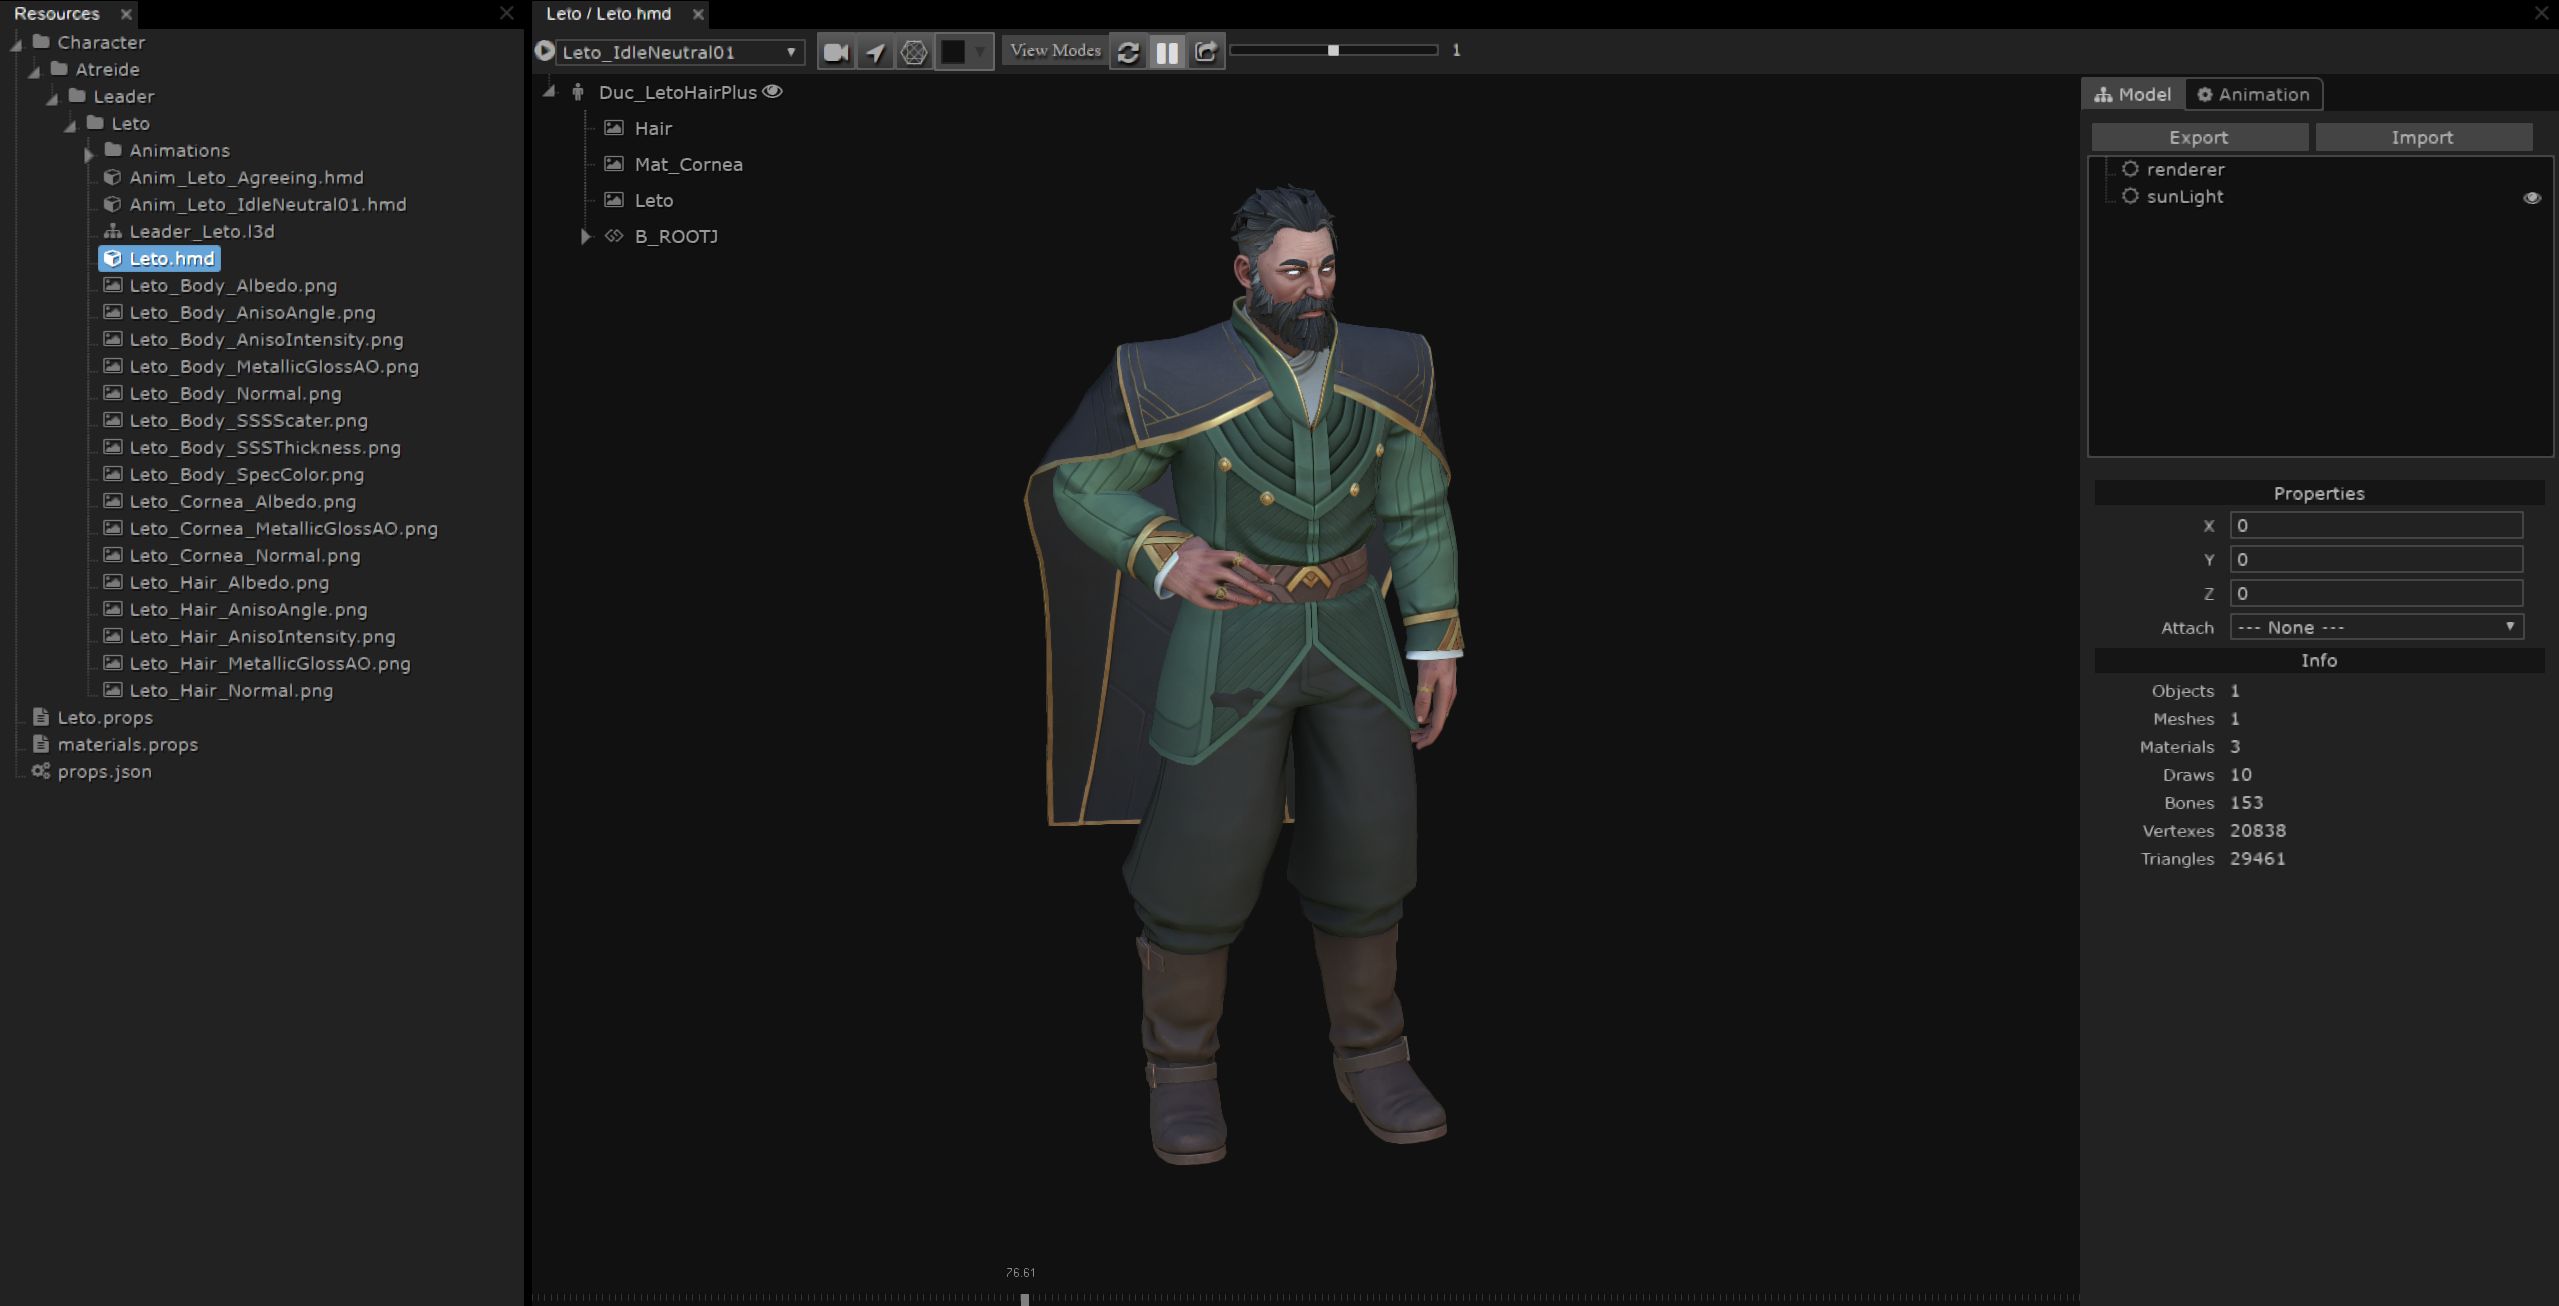 Resources
Character
Atreide
Leader
Leto
Animations
Anim_Leto_Agreeing.hmd
Anim_Leto_IdleNeutral01.hmd
Leader_Leto.l3d
Leto.hmd
Leto_Body_Albedo.png
Leto_Body_AnisoAngle.png
Leto_Body_AnisoIntensity.png
Leto_Body_MetallicGlossAO.png
Leto_Body_Normal.png
Leto_Body_SSSScater.png
Leto_Body_SSSThickness.png
Leto_Body_SpecColor.png
Leto_Cornea_Albedo.png
Leto_Cornea_MetallicGlossAO.png
Leto_Cornea_Normal.png
Leto_Hair_Albedo.png
Leto_Hair_AnisoAngle.png
Leto_Hair_AnisoIntensity.png
Leto_Hair_MetallicGlossAO.png
Leto_Hair_Normal.png
Leto.props
materials.props
props.json
Leto / Leto.hmd
Leto_IdleNeutral01
View Modes
1
Duc_LetoHairPlus
Hair
Mat_Cornea
Leto
B_ROOTJ
76.61
Model Animation
Export Import
renderer
sunLight
Properties
X 0
Y 0
Z 0
Attach --- None ---
Info
Objects 1
Meshes 1
Materials 3
Draws 10
Bones 153
Vertexes 20838
Triangles 29461